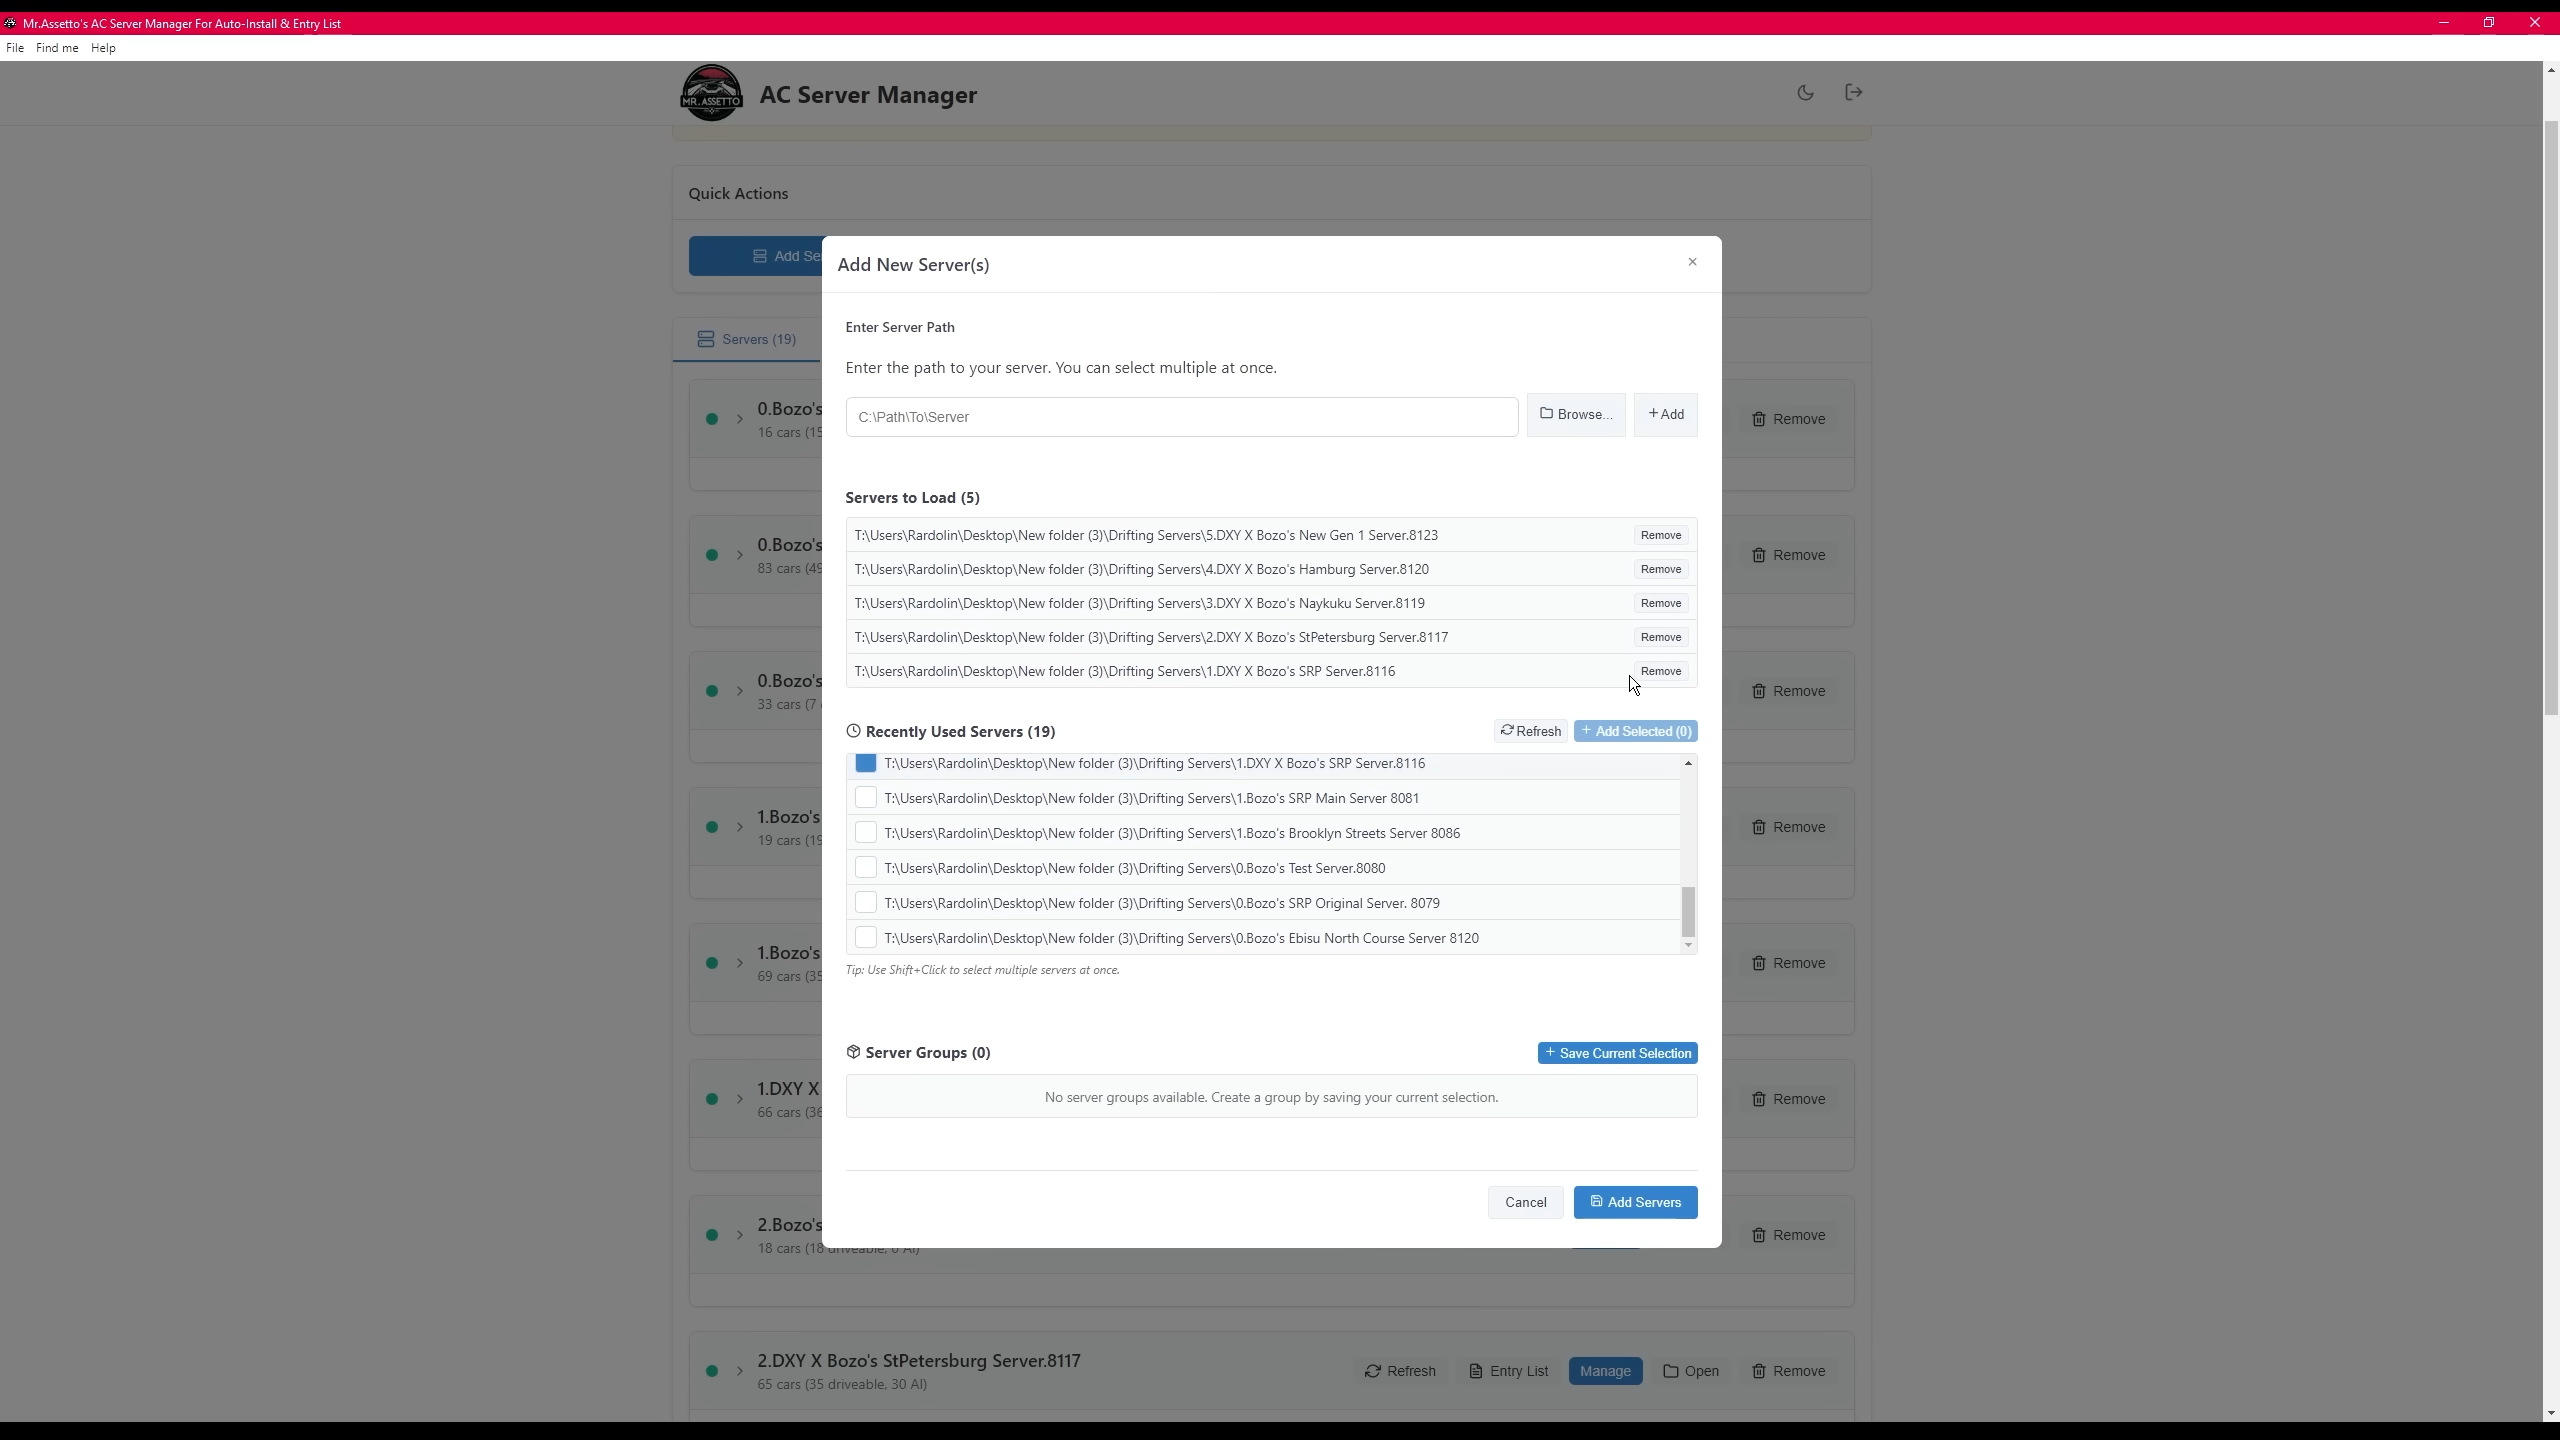 Mr.Assetto's AC Server Manager For Auto-Install & Entry List
File Find me Help
MR. ASSETTO
AC Server Manager
Quick Actions
Add Ser
Add New Server(s)
Enter Server Path
Enter the path to your server. You can select multiple at once.
C:\Path\To\Server
Browse...
+Add
Servers to Load (5)
T:\Users\Rardolin\Desktop\New folder (3)\Drifting Servers\5.DXY X Bozo's New Gen 1 Server.8123 Remove
T:\Users\Rardolin\Desktop\New folder (3)\Drifting Servers\4.DXY X Bozo's Hamburg Server.8120 Remove
T:\Users\Rardolin\Desktop\New folder (3)\Drifting Servers\3.DXY X Bozo's Naykuku Server.8119 Remove
T:\Users\Rardolin\Desktop\New folder (3)\Drifting Servers\2.DXY X Bozo's StPetersburg Server.8117 Remove
T:\Users\Rardolin\Desktop\New folder (3)\Drifting Servers\1.DXY X Bozo's SRP Server.8116 Remove
Recently Used Servers (19) Refresh + Add Selected (0)
T:\Users\Rardolin\Desktop\New folder (3)\Drifting Servers\1.DXY X Bozo's SRP Server.8116
T:\Users\Rardolin\Desktop\New folder (3)\Drifting Servers\1.Bozo's SRP Main Server 8081
T:\Users\Rardolin\Desktop\New folder (3)\Drifting Servers\1.Bozo's Brooklyn Streets Server 8086
T:\Users\Rardolin\Desktop\New folder (3)\Drifting Servers\0.Bozo's Test Server.8080
T:\Users\Rardolin\Desktop\New folder (3)\Drifting Servers\0.Bozo's SRP Original Server. 8079
T:\Users\Rardolin\Desktop\New folder (3)\Drifting Servers\0.Bozo's Ebisu North Course Server 8120
Tip: Use Shift+Click to select multiple servers at once.
Server Groups (0) + Save Current Selection
No server groups available. Create a group by saving your current selection.
Cancel Add Servers
Servers (19)
0.Bozo's
16 cars (15
Remove
0.Bozo's
83 cars (49
Remove
0.Bozo's
33 cars (7
Remove
1.Bozo's
19 cars (19
Remove
1.Bozo's
69 cars (35
Remove
1.DXY X
66 cars (36
Remove
2.Bozo's
18 cars (18 driveable, 0 AI)
Remove
2.DXY X Bozo's StPetersburg Server.8117
65 cars (35 driveable, 30 AI)
Refresh Entry List Manage Open Remove